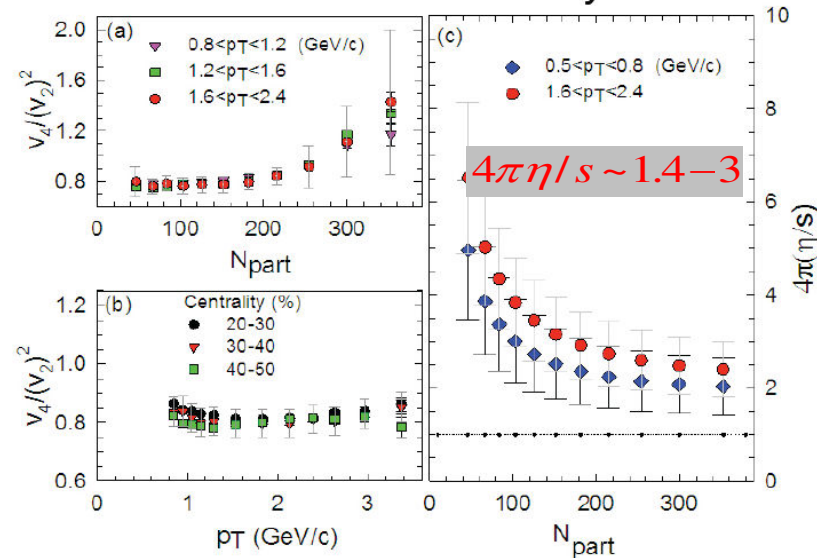 (a)
0.8<pT<1.2 (GeV/c)
1.2<pT<1.6
1.6<pT<2.4
v4/(v2)²
2.0
1.6
1.2
0.8
0 100 200 300
Npart
(b)
Centrality (%)
20-30
30-40
40-50
v4/(v2)²
1.2
1.0
0.8
0.6
0 1 2 3
pT (GeV/c)
(c)
0.5<pT<0.8 (GeV/c)
1.6<pT<2.4
4πη/s~1.4−3
10
8
6
4
2
0
4π(η/s)
0 100 200 300
Npart